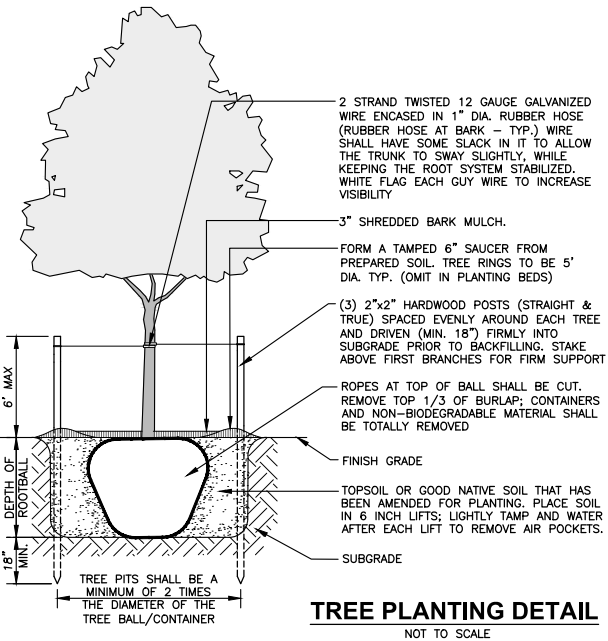 2 STRAND TWISTED 12 GAUGE GALVANIZED
WIRE ENCASED IN 1" DIA. RUBBER HOSE
(RUBBER HOSE AT BARK – TYP.) WIRE
SHALL HAVE SOME SLACK IN IT TO ALLOW
THE TRUNK TO SWAY SLIGHTLY, WHILE
KEEPING THE ROOT SYSTEM STABILIZED.
WHITE FLAG EACH GUY WIRE TO INCREASE
VISIBILITY
3" SHREDDED BARK MULCH.
FORM A TAMPED 6" SAUCER FROM
PREPARED SOIL. TREE RINGS TO BE 5'
DIA. TYP. (OMIT IN PLANTING BEDS)
(3) 2"x2" HARDWOOD POSTS (STRAIGHT &
TRUE) SPACED EVENLY AROUND EACH TREE
AND DRIVEN (MIN. 18") FIRMLY INTO
SUBGRADE PRIOR TO BACKFILLING. STAKE
ABOVE FIRST BRANCHES FOR FIRM SUPPORT
ROPES AT TOP OF BALL SHALL BE CUT.
REMOVE TOP 1/3 OF BURLAP; CONTAINERS
AND NON–BIODEGRADABLE MATERIAL SHALL
BE TOTALLY REMOVED
FINISH GRADE
TOPSOIL OR GOOD NATIVE SOIL THAT HAS
BEEN AMENDED FOR PLANTING. PLACE SOIL
IN 6 INCH LIFTS; LIGHTLY TAMP AND WATER
AFTER EACH LIFT TO REMOVE AIR POCKETS.
SUBGRADE
6' MAX
DEPTH OF
ROOTBALL
18"
MIN.
TREE PITS SHALL BE A
MINIMUM OF 2 TIMES
THE DIAMETER OF THE
TREE BALL/CONTAINER
TREE PLANTING DETAIL
NOT TO SCALE